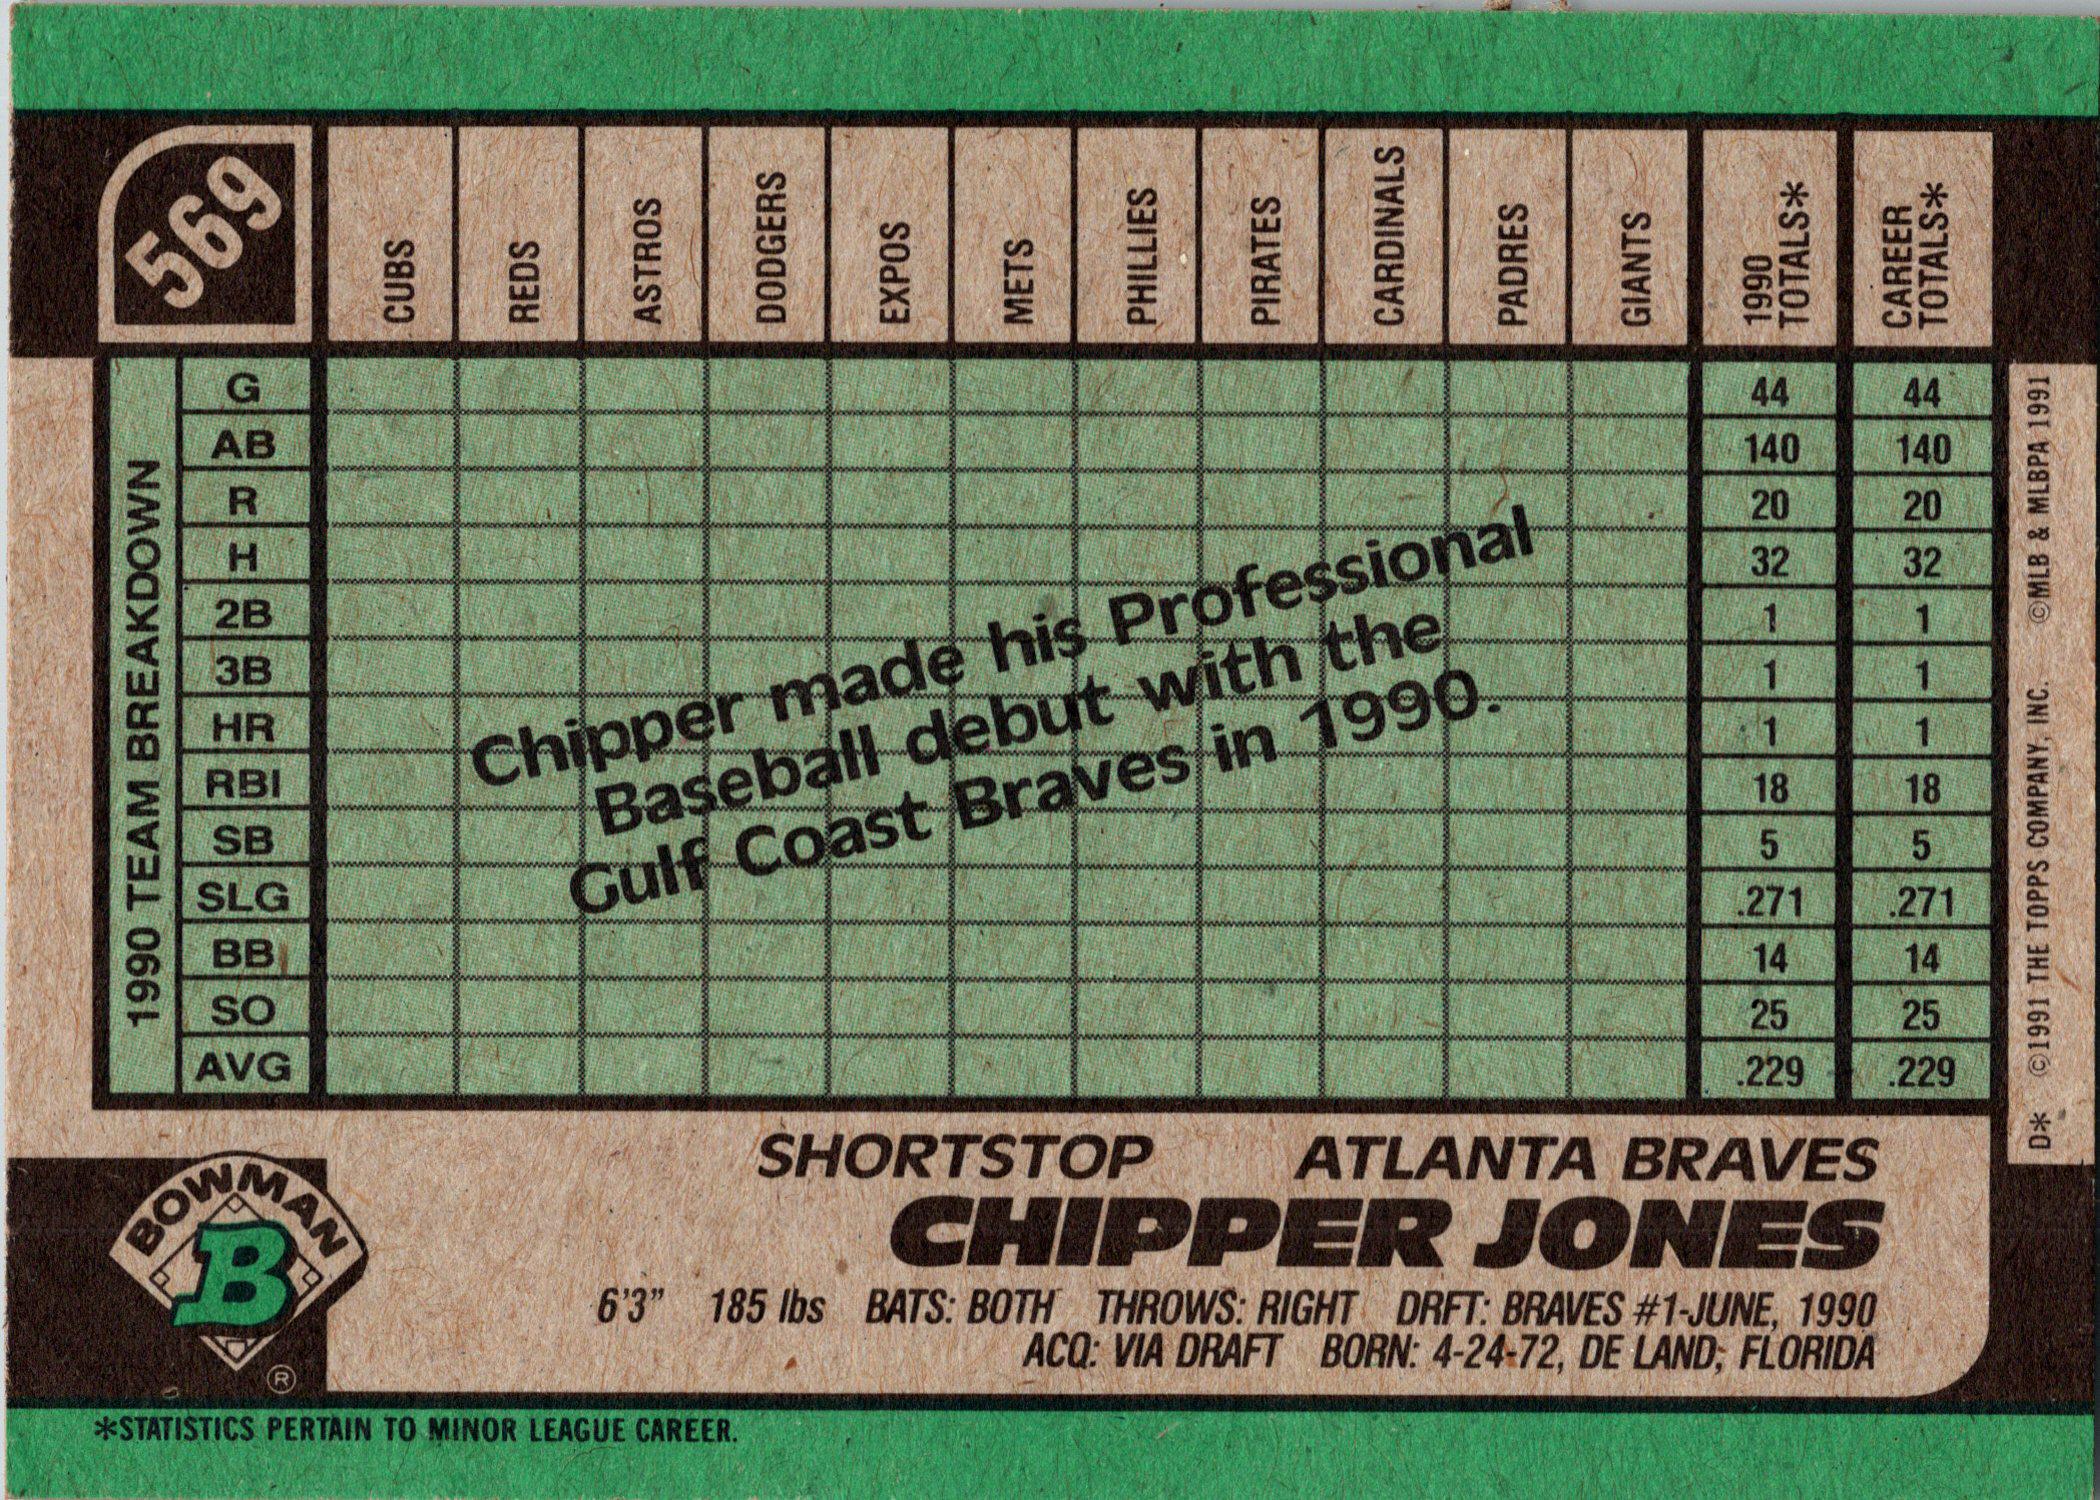 569
CUBS
REDS
ASTROS
DODGERS
EXPOS
METS
PHILLIES
PIRATES
CARDINALS
PADRES
GIANTS
1990
TOTALS*
CAREER
TOTALS*
1990 TEAM BREAKDOWN
G 44 44
AB 140 140
R 20 20
H 32 32
2B 1 1
3B 1 1
HR 1 1
RBI 18 18
SB 5 5
SLG .271 .271
BB 14 14
SO 25 25
AVG .229 .229
Chipper made his Professional
Baseball debut with the
Gulf Coast Braves in 1990.
D* ©1991 THE TOPPS COMPANY, INC. ©MLB & MLBPA 1991
SHORTSTOP ATLANTA BRAVES
CHIPPER JONES
6'3" 185 lbs BATS: BOTH THROWS: RIGHT DRFT: BRAVES #1-JUNE, 1990
ACQ: VIA DRAFT BORN: 4-24-72, DE LAND, FLORIDA
BOWMAN
B
®
*STATISTICS PERTAIN TO MINOR LEAGUE CAREER.